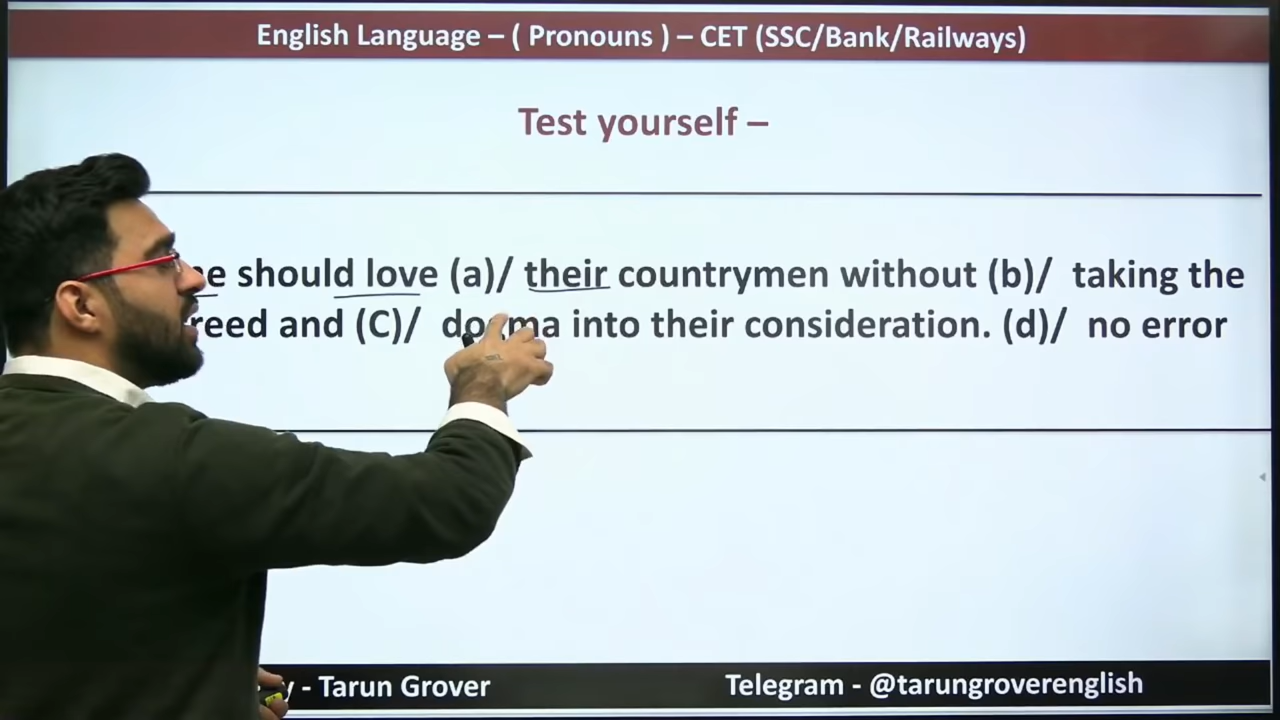 English Language – ( Pronouns ) – CET (SSC/Bank/Railways)
Test yourself –
should love (a)/ their countrymen without (b)/ taking the
and (C)/ into their consideration. (d)/ no error
- Tarun Grover
Telegram - @tarungroverenglish